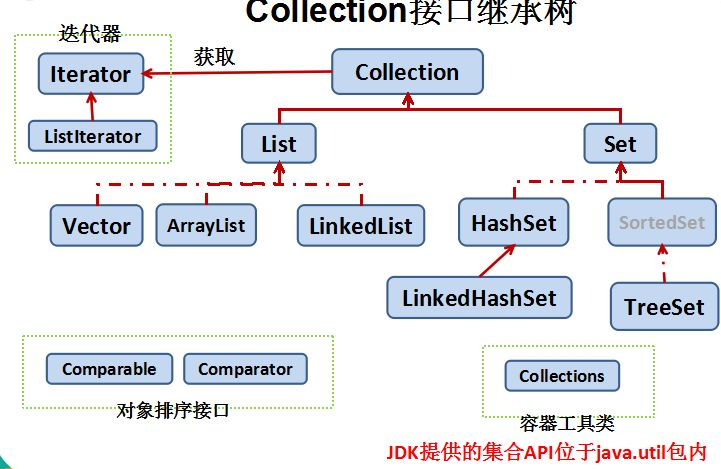 Collection接口继承树
迭代器
Iterator
获取
Collection
ListIterator
List
Set
Vector
ArrayList
LinkedList
HashSet
SortedSet
LinkedHashSet
TreeSet
Comparable
Comparator
对象排序接口
Collections
容器工具类
JDK提供的集合API位于java.util包内